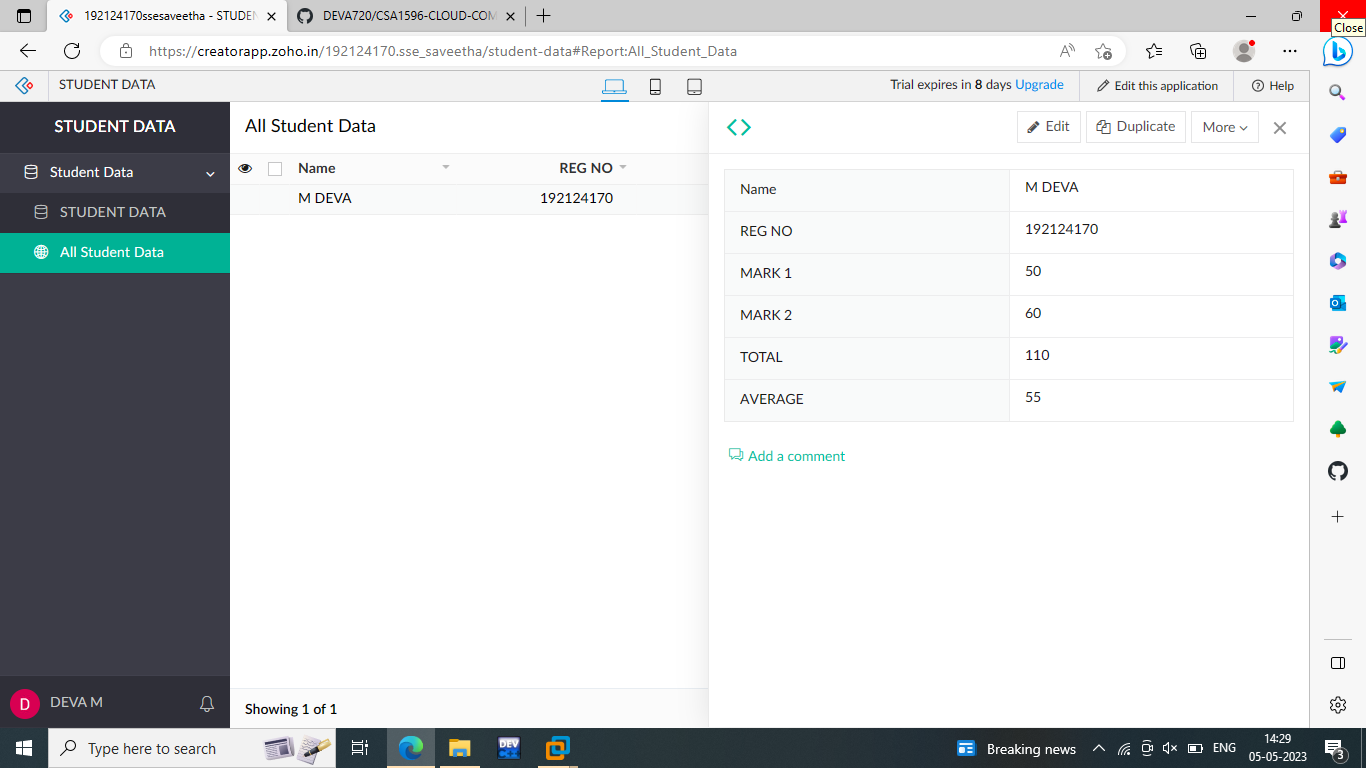 192124170ssesaveetha - STUDEN
DEVA720/CSA1596-CLOUD-COM
Close
https://creatorapp.zoho.in/192124170.sse_saveetha/student-data#Report:All_Student_Data
STUDENT DATA
Trial expires in 8 days Upgrade
Edit this application
Help
STUDENT DATA
Student Data
STUDENT DATA
All Student Data
DEVA M
D
All Student Data
Name REG NO
M DEVA 192124170
Showing 1 of 1
Edit Duplicate More
Name M DEVA
REG NO 192124170
MARK 1 50
MARK 2 60
TOTAL 110
AVERAGE 55
Add a comment
Type here to search
DEV
Breaking news
ENG
14:29
05-05-2023
3